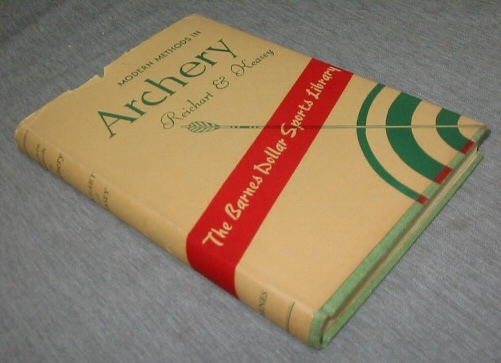 MODERN METHODS IN
Archery
Reichart & Keasey
The Barnes Dollar Sports Library